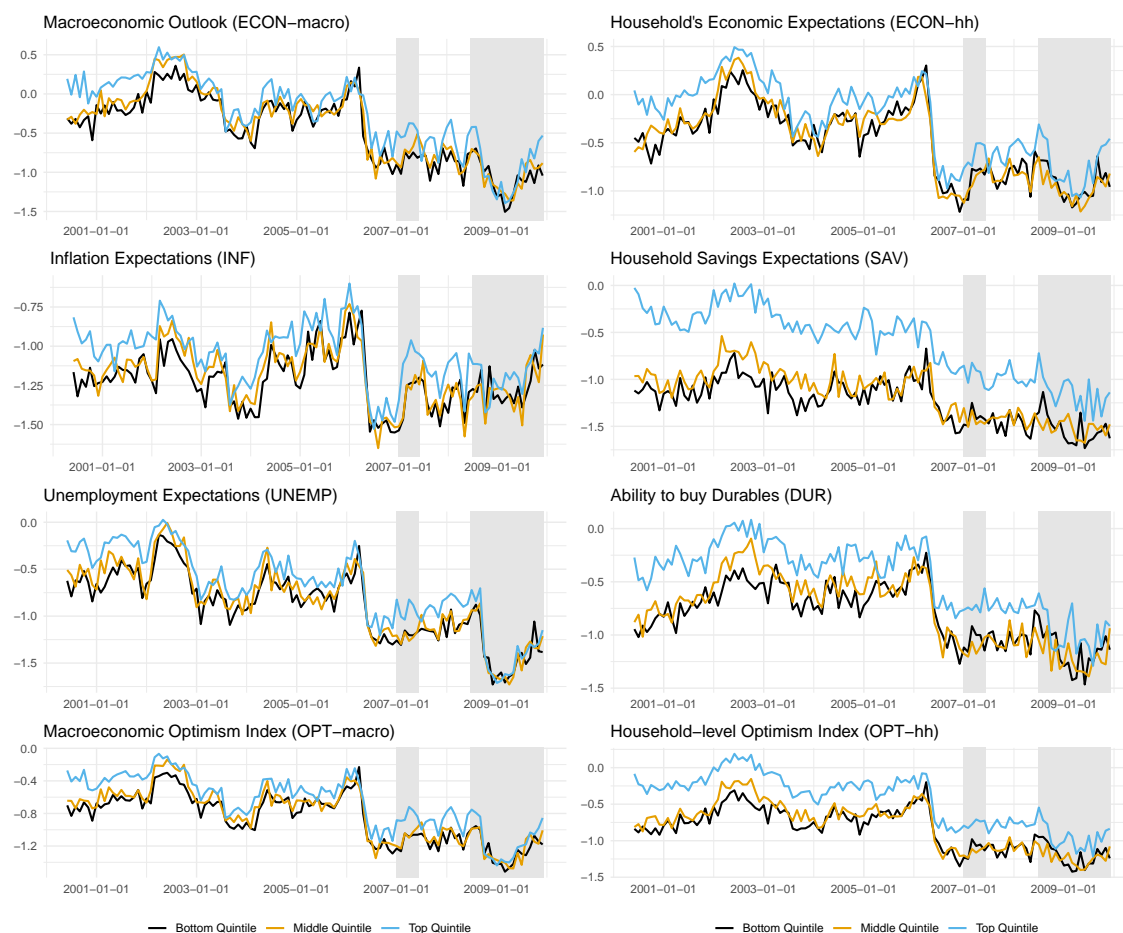 Macroeconomic Outlook (ECON−macro)
0.5
0.0
−0.5
−1.0
−1.5
2001−01−01 2003−01−01 2005−01−01 2007−01−01 2009−01−01
Household's Economic Expectations (ECON−hh)
0.5
0.0
−0.5
−1.0
2001−01−01 2003−01−01 2005−01−01 2007−01−01 2009−01−01
Inflation Expectations (INF)
−0.75
−1.00
−1.25
−1.50
2001−01−01 2003−01−01 2005−01−01 2007−01−01 2009−01−01
Household Savings Expectations (SAV)
0.0
−0.5
−1.0
−1.5
2001−01−01 2003−01−01 2005−01−01 2007−01−01 2009−01−01
Unemployment Expectations (UNEMP)
0.0
−0.5
−1.0
−1.5
2001−01−01 2003−01−01 2005−01−01 2007−01−01 2009−01−01
Ability to buy Durables (DUR)
0.0
−0.5
−1.0
−1.5
2001−01−01 2003−01−01 2005−01−01 2007−01−01 2009−01−01
Macroeconomic Optimism Index (OPT−macro)
0.0
−0.4
−0.8
−1.2
2001−01−01 2003−01−01 2005−01−01 2007−01−01 2009−01−01
Household−level Optimism Index (OPT−hh)
0.0
−0.5
−1.0
−1.5
2001−01−01 2003−01−01 2005−01−01 2007−01−01 2009−01−01
Bottom Quintile Middle Quintile Top Quintile
Bottom Quintile Middle Quintile Top Quintile